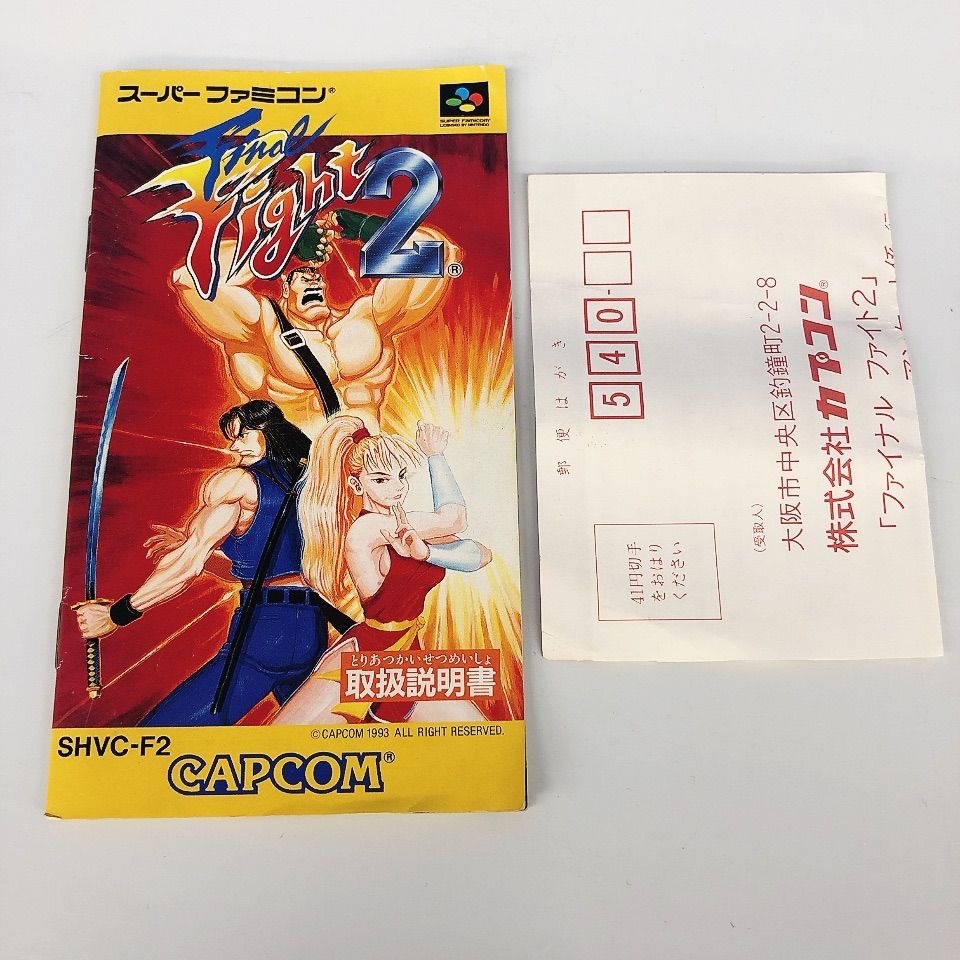 スーパーファミコン®
SUPER FAMICOM
LICENSED BY NINTENDO
Final
Fight 2®
とりあつかいせつめいしょ
取扱説明書
©CAPCOM 1993 ALL RIGHT RESERVED.
SHVC-F2
CAPCOM®
郵便はがき
540-
41円切手
をおはり
ください
(受取人)
大阪市中央区釣鐘町2-2-8
株式会社カプコン®
「ファイナル ファイト2」